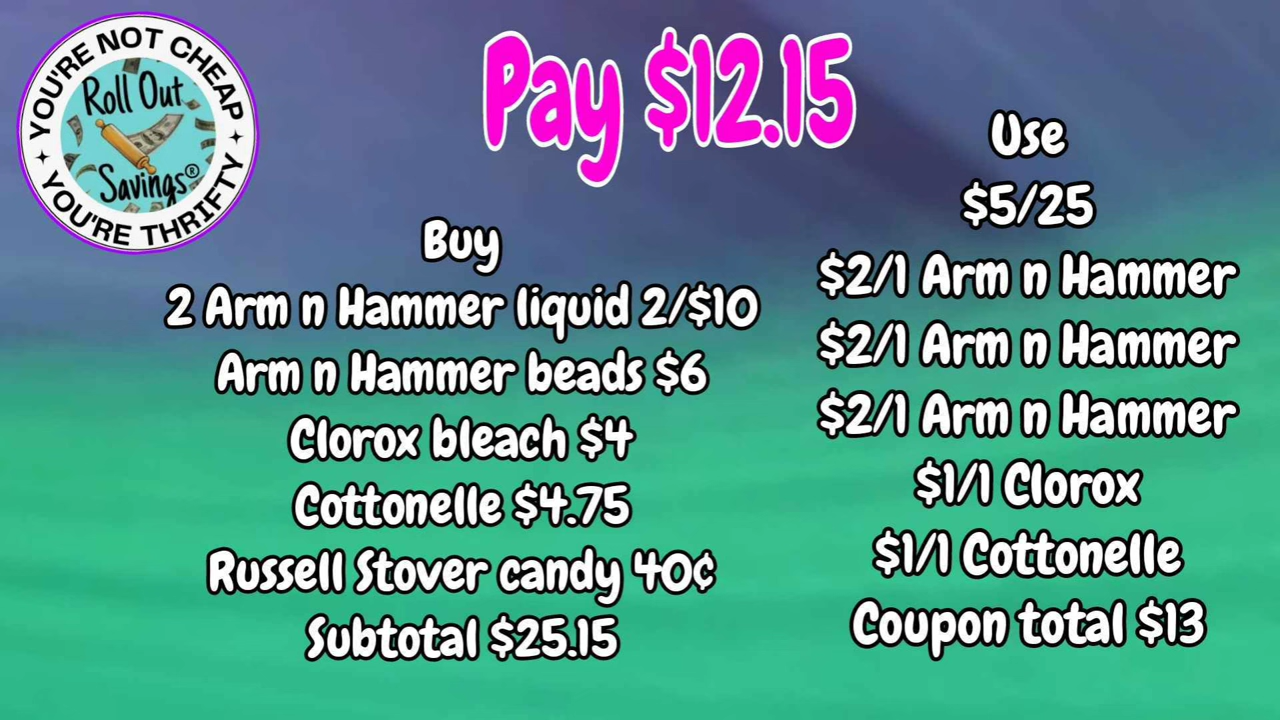 YOU'RE NOT CHEAP
Roll Out
Savings®
YOU'RE THRIFTY
Pay $12.15
Buy
2 Arm n Hammer liquid 2/$10
Arm n Hammer beads $6
Clorox bleach $4
Cottonelle $4.75
Russell Stover candy 40¢
Subtotal $25.15
Use
$5/25
$2/1 Arm n Hammer
$2/1 Arm n Hammer
$2/1 Arm n Hammer
$1/1 Clorox
$1/1 Cottonelle
Coupon total $13